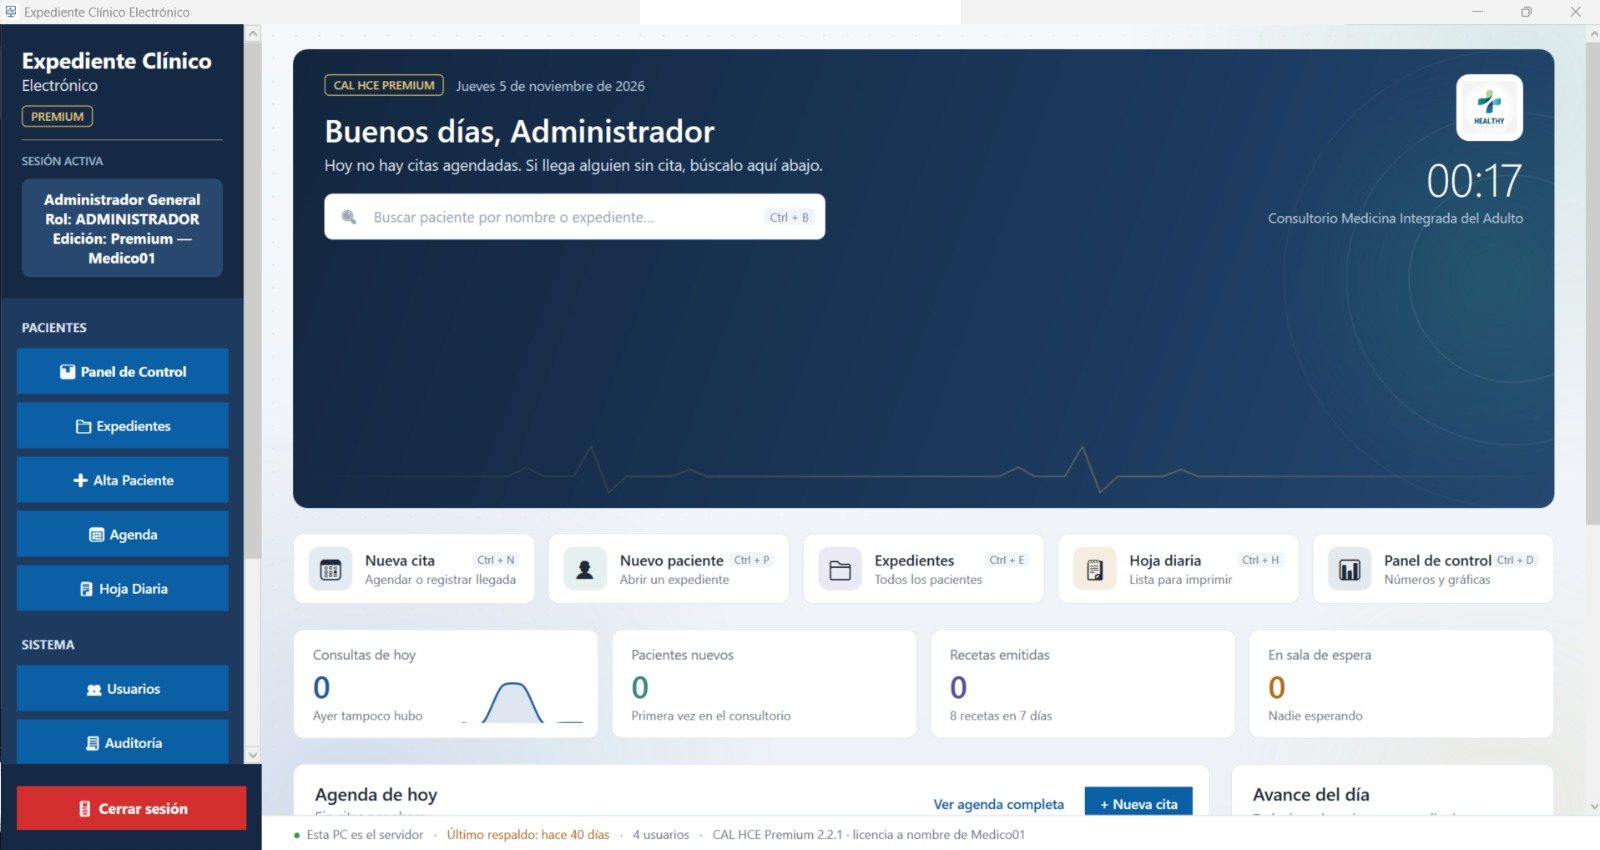 Expediente Clínico Electrónico
Expediente Clínico
Electrónico
PREMIUM
SESIÓN ACTIVA
Administrador General
Rol: ADMINISTRADOR
Edición: Premium —
Medico01
PACIENTES
Panel de Control
Expedientes
Alta Paciente
Agenda
Hoja Diaria
SISTEMA
Usuarios
Auditoría
Cerrar sesión
CAL HCE PREMIUM Jueves 5 de noviembre de 2026
Buenos días, Administrador
Hoy no hay citas agendadas. Si llega alguien sin cita, búscalo aquí abajo.
Buscar paciente por nombre o expediente... Ctrl + B
HEALTHY
00:17
Consultorio Medicina Integrada del Adulto
Nueva cita Ctrl + N
Agendar o registrar llegada
Nuevo paciente Ctrl + P
Abrir un expediente
Expedientes Ctrl + E
Todos los pacientes
Hoja diaria Ctrl + H
Lista para imprimir
Panel de control Ctrl + D
Números y gráficas
Consultas de hoy
0
Ayer tampoco hubo
Pacientes nuevos
0
Primera vez en el consultorio
Recetas emitidas
0
8 recetas en 7 días
En sala de espera
0
Nadie esperando
Agenda de hoy
Ver agenda completa
+ Nueva cita
Avance del día
Esta PC es el servidor · Último respaldo: hace 40 días · 4 usuarios · CAL HCE Premium 2.2.1 · licencia a nombre de Medico01